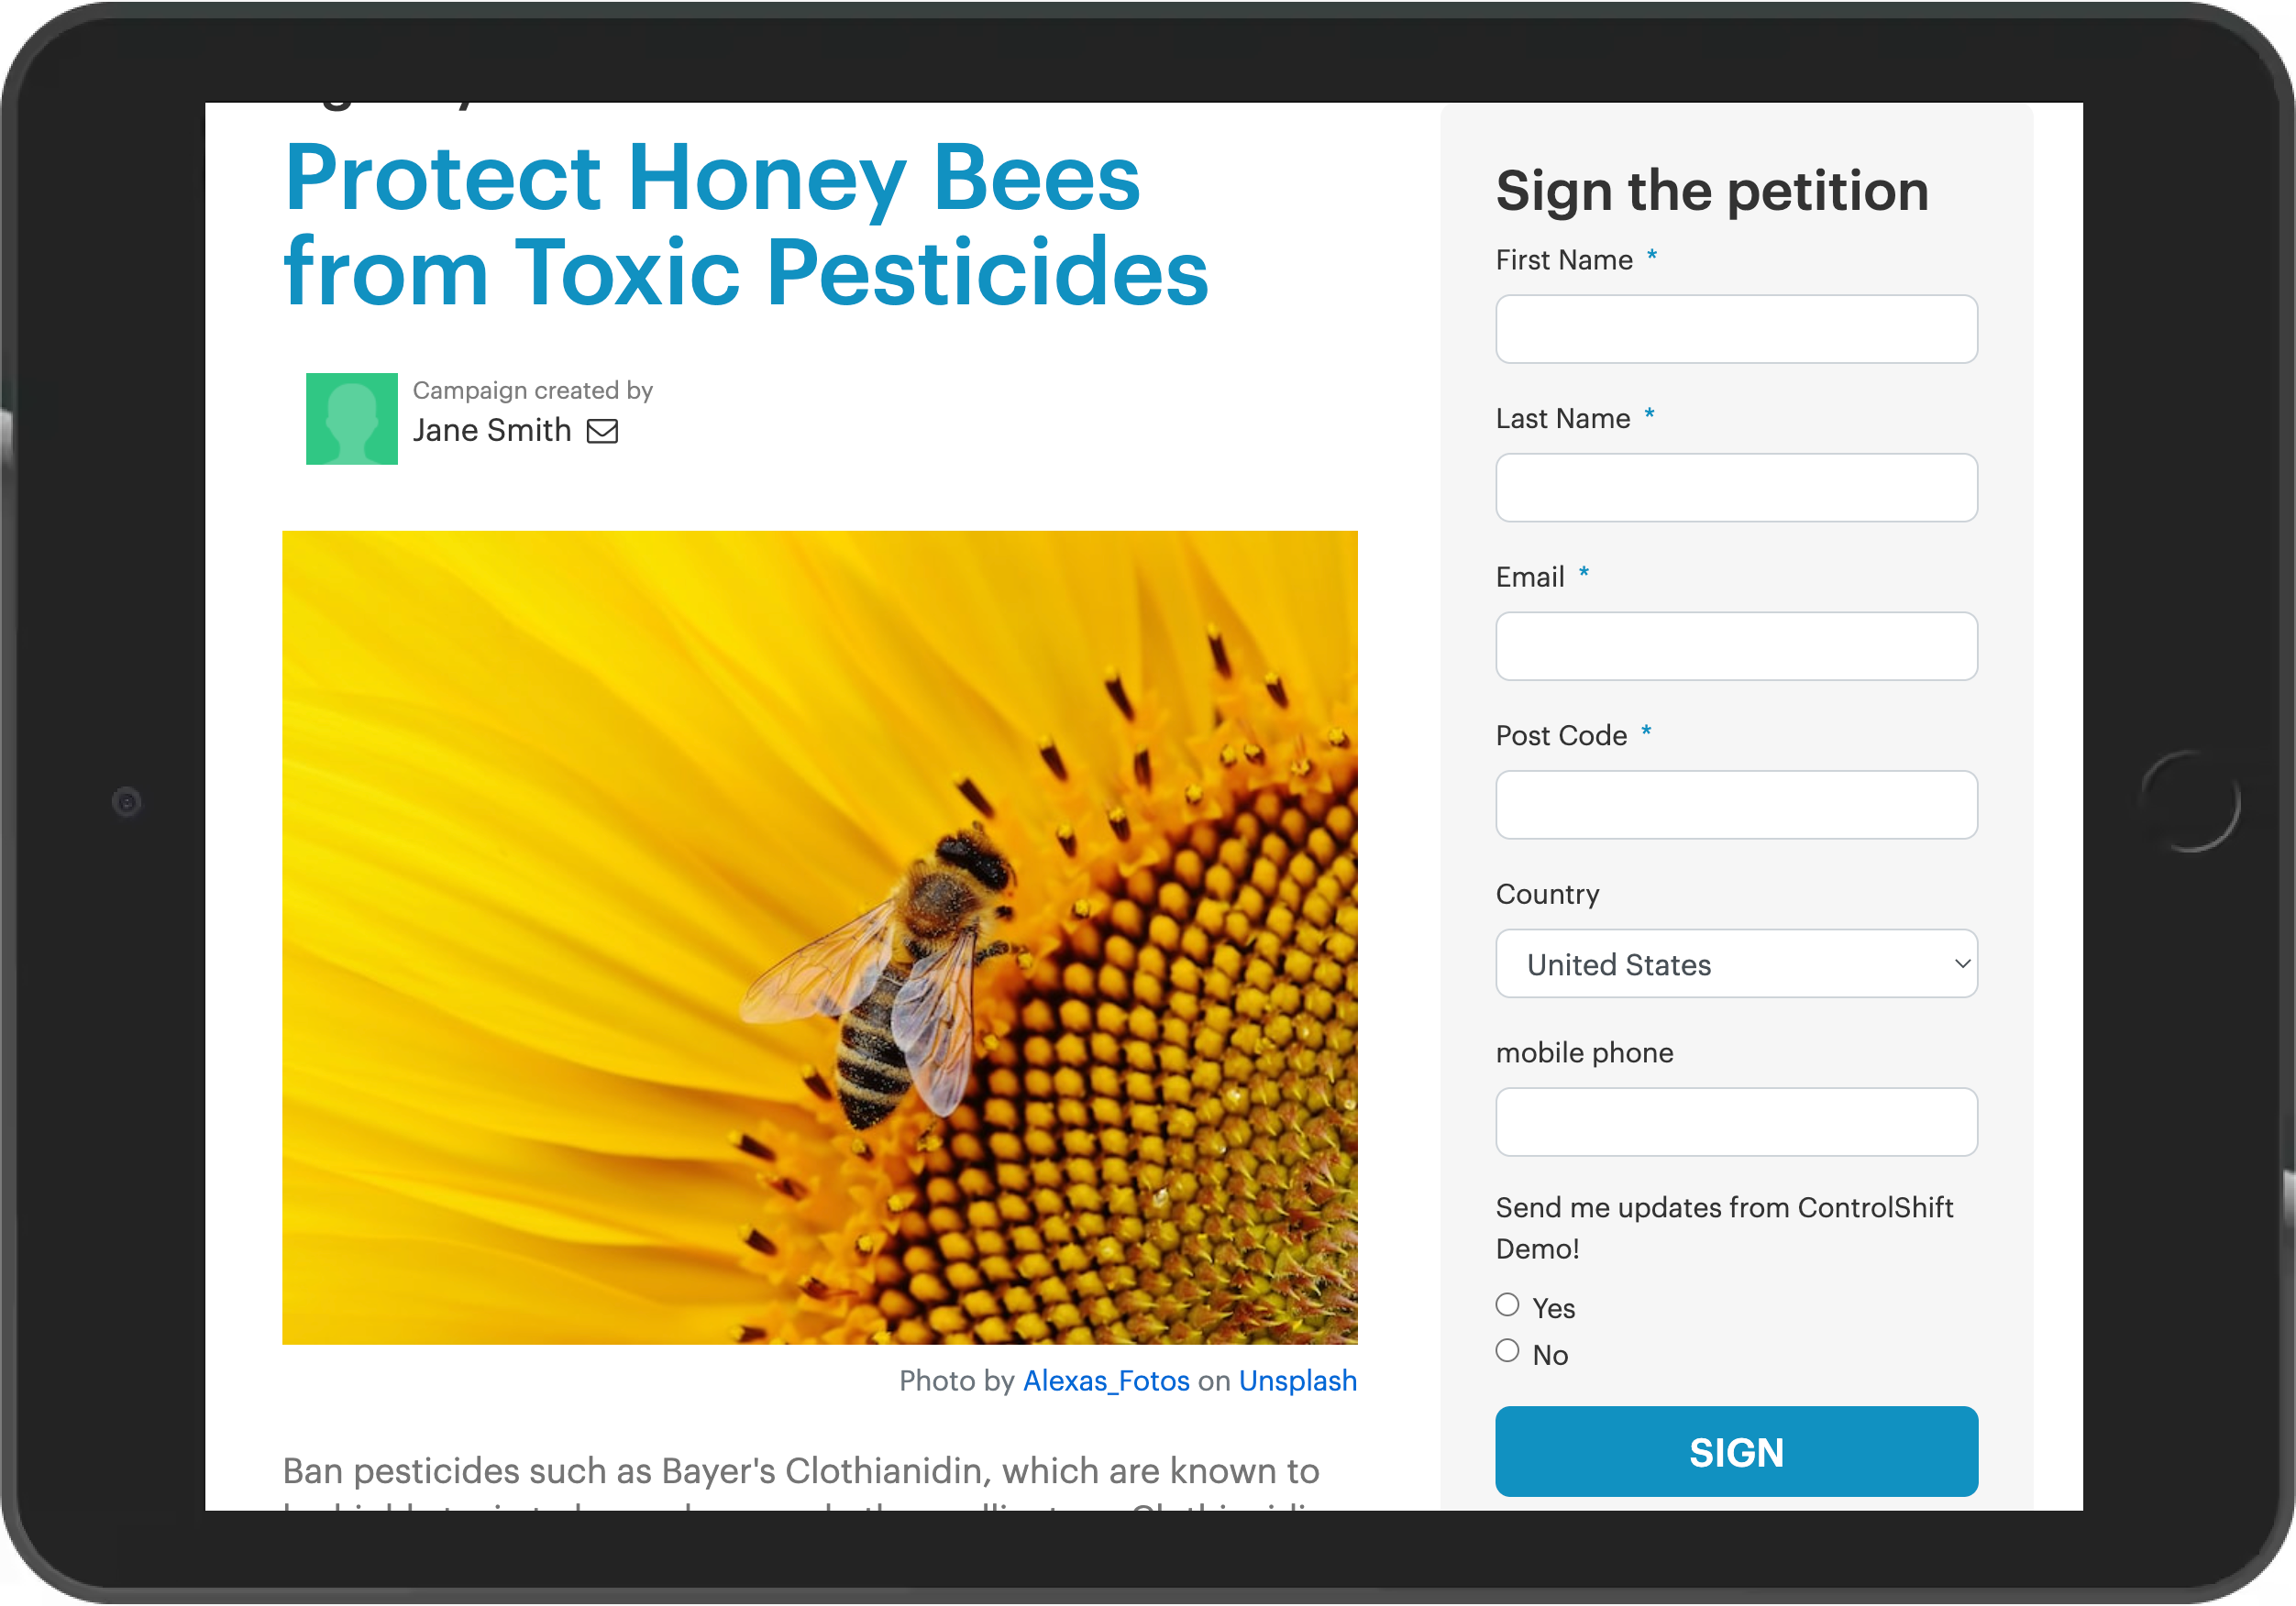 Protect Honey Bees
from Toxic Pesticides
Campaign created by
Jane Smith
Photo by Alexas_Fotos on Unsplash
Ban pesticides such as Bayer's Clothianidin, which are known to
Sign the petition
First Name *
Last Name *
Email *
Post Code *
Country
United States
mobile phone
Send me updates from ControlShift
Demo!
Yes
No
SIGN